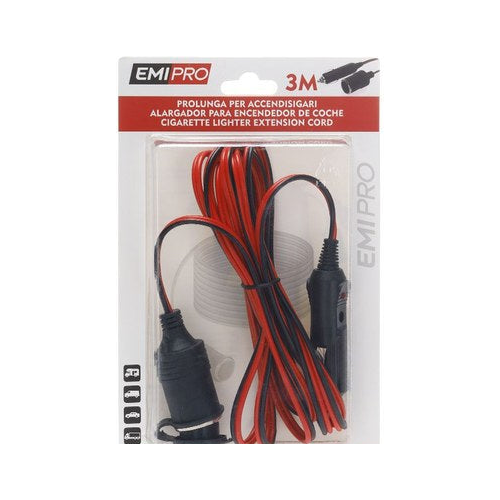 EMIPRO
3M
PROLUNGA PER ACCENDISIGARI
ALARGADOR PARA ENCENDEDOR DE COCHE
CIGARETTE LIGHTER EXTENSION CORD
EMIPRO